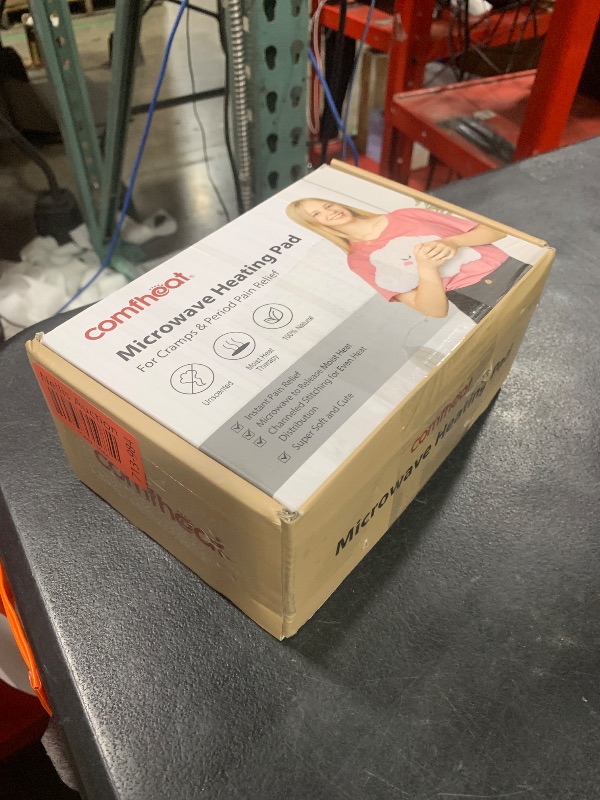 comfheat
Microwave Heating Pad
For Cramps & Period Pain Relief
Unscented
Moist Heat
Therapy
100% Natural
Instant Pain Relief
Microwave to Release Moist Heat
Channeled Stitching for Even Heat
Distribution
Super Soft and Cute
Auction
comfheat
comfheat
Microwave Heating Pad